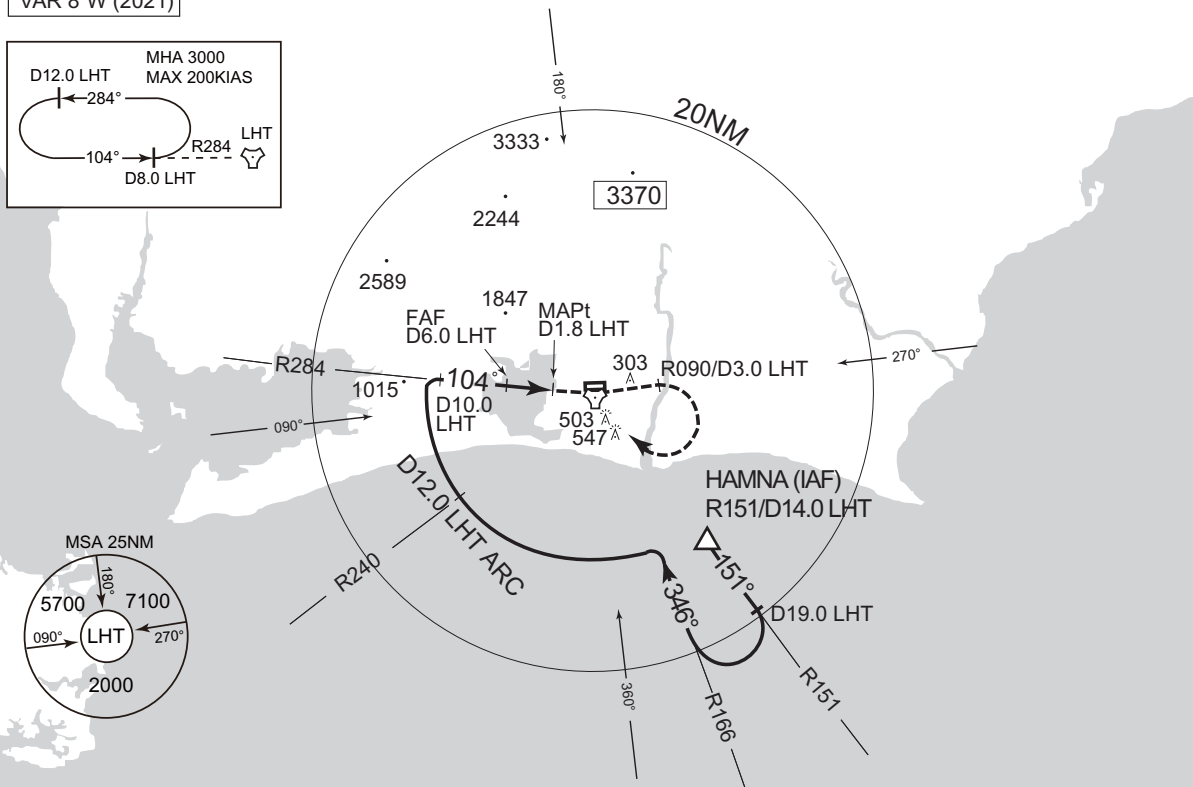 VAR 8°W (2021)
MHA 3000
MAX 200KIAS
D12.0 LHT
284°
104°
R284
LHT
D8.0 LHT
180°
20NM
3333
3370
2244
2589
1847
FAF
D6.0 LHT
MAPt
D1.8 LHT
303
R090/D3.0 LHT
270°
R284
1015
104°
D10.0
LHT
090°
503
547
HAMNA (IAF)
R151/D14.0 LHT
D12.0 LHT ARC
R240
151°
346°
D19.0 LHT
R151
R166
360°
MSA 25NM
180°
5700
7100
090°
LHT
270°
2000